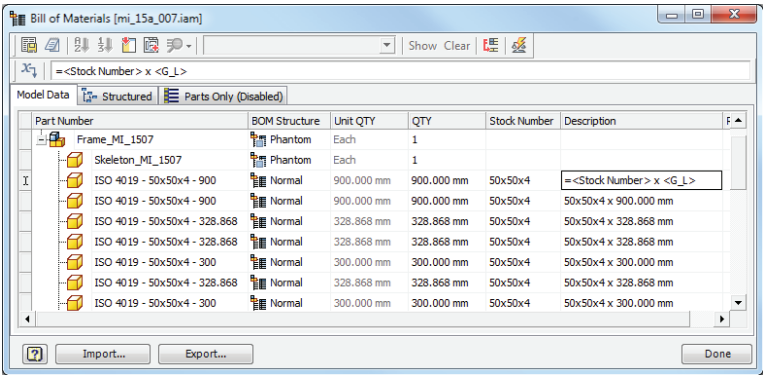 Bill of Materials [mi_15a_007.iam]
Show Clear
=<Stock Number> x <G_L>
Model Data Structured Parts Only (Disabled)
Part Number BOM Structure Unit QTY QTY Stock Number Description
Frame_MI_1507 Phantom Each 1
Skeleton_MI_1507 Phantom Each 1
ISO 4019 - 50x50x4 - 900 Normal 900.000 mm 900.000 mm 50x50x4 =<Stock Number> x <G_L>
ISO 4019 - 50x50x4 - 900 Normal 900.000 mm 900.000 mm 50x50x4 50x50x4 x 900.000 mm
ISO 4019 - 50x50x4 - 328.868 Normal 328.868 mm 328.868 mm 50x50x4 50x50x4 x 328.868 mm
ISO 4019 - 50x50x4 - 328.868 Normal 328.868 mm 328.868 mm 50x50x4 50x50x4 x 328.868 mm
ISO 4019 - 50x50x4 - 300 Normal 300.000 mm 300.000 mm 50x50x4 50x50x4 x 300.000 mm
ISO 4019 - 50x50x4 - 328.868 Normal 328.868 mm 328.868 mm 50x50x4 50x50x4 x 328.868 mm
ISO 4019 - 50x50x4 - 300 Normal 300.000 mm 300.000 mm 50x50x4 50x50x4 x 300.000 mm
Import... Export... Done